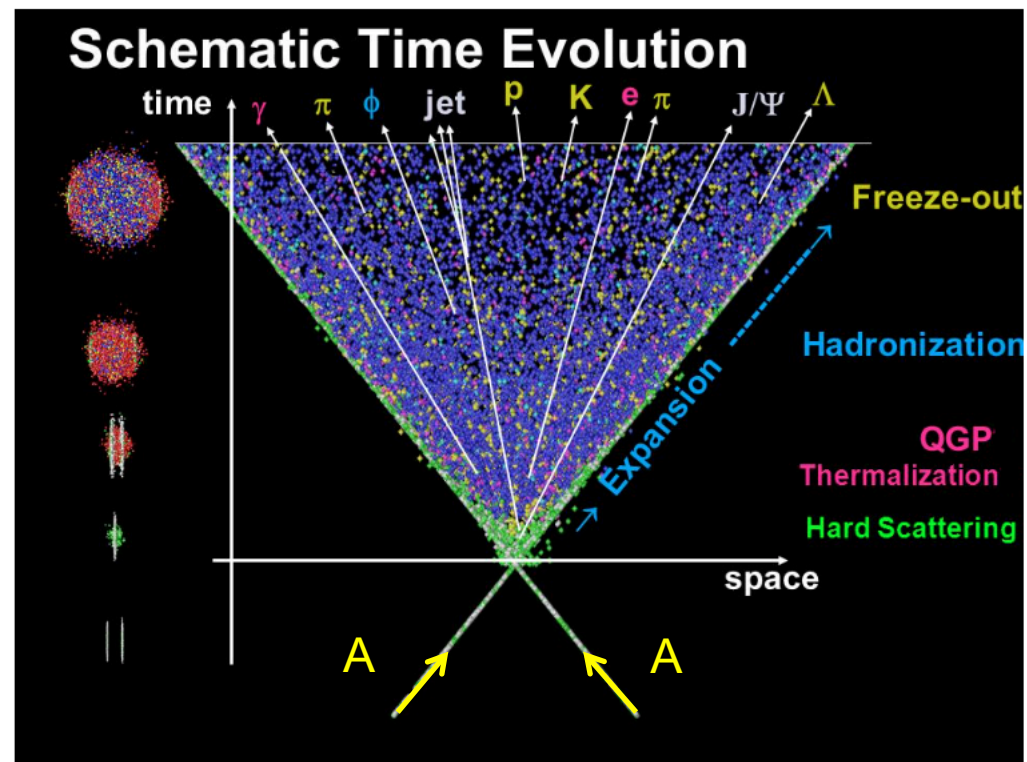 Schematic Time Evolution
time γ π ϕ jet p K e π J/Ψ Λ
Freeze-out
Hadronization
Expansion
QGP
Thermalization
Hard Scattering
space
A A